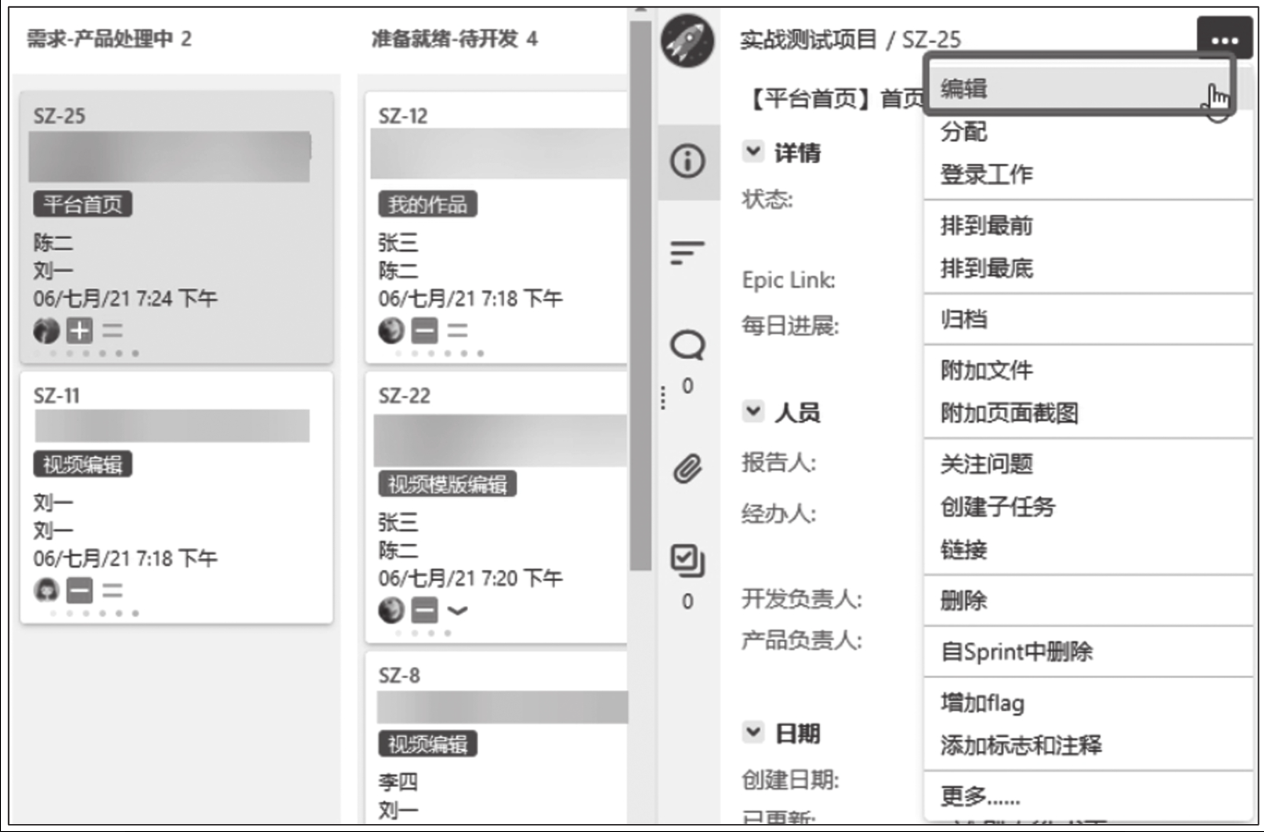 需求-产品处理中 2
SZ-25
平台首页
陈二
刘一
06/七月/21 7:24 下午
SZ-11
视频编辑
刘一
刘一
06/七月/21 7:18 下午
准备就绪-待开发 4
SZ-12
我的作品
张三
陈二
06/七月/21 7:18 下午
SZ-22
视频模版编辑
张三
陈二
06/七月/21 7:20 下午
SZ-8
视频编辑
李四
刘一
0
0
实战测试项目 / SZ-25
【平台首页】首页
详情
状态:
Epic Link:
每日进展:
人员
报告人:
经办人:
开发负责人:
产品负责人:
日期
创建日期:
已更新:
编辑
分配
登录工作
排到最前
排到最底
归档
附加文件
附加页面截图
关注问题
创建子任务
链接
删除
自Sprint中删除
增加flag
添加标志和注释
更多......